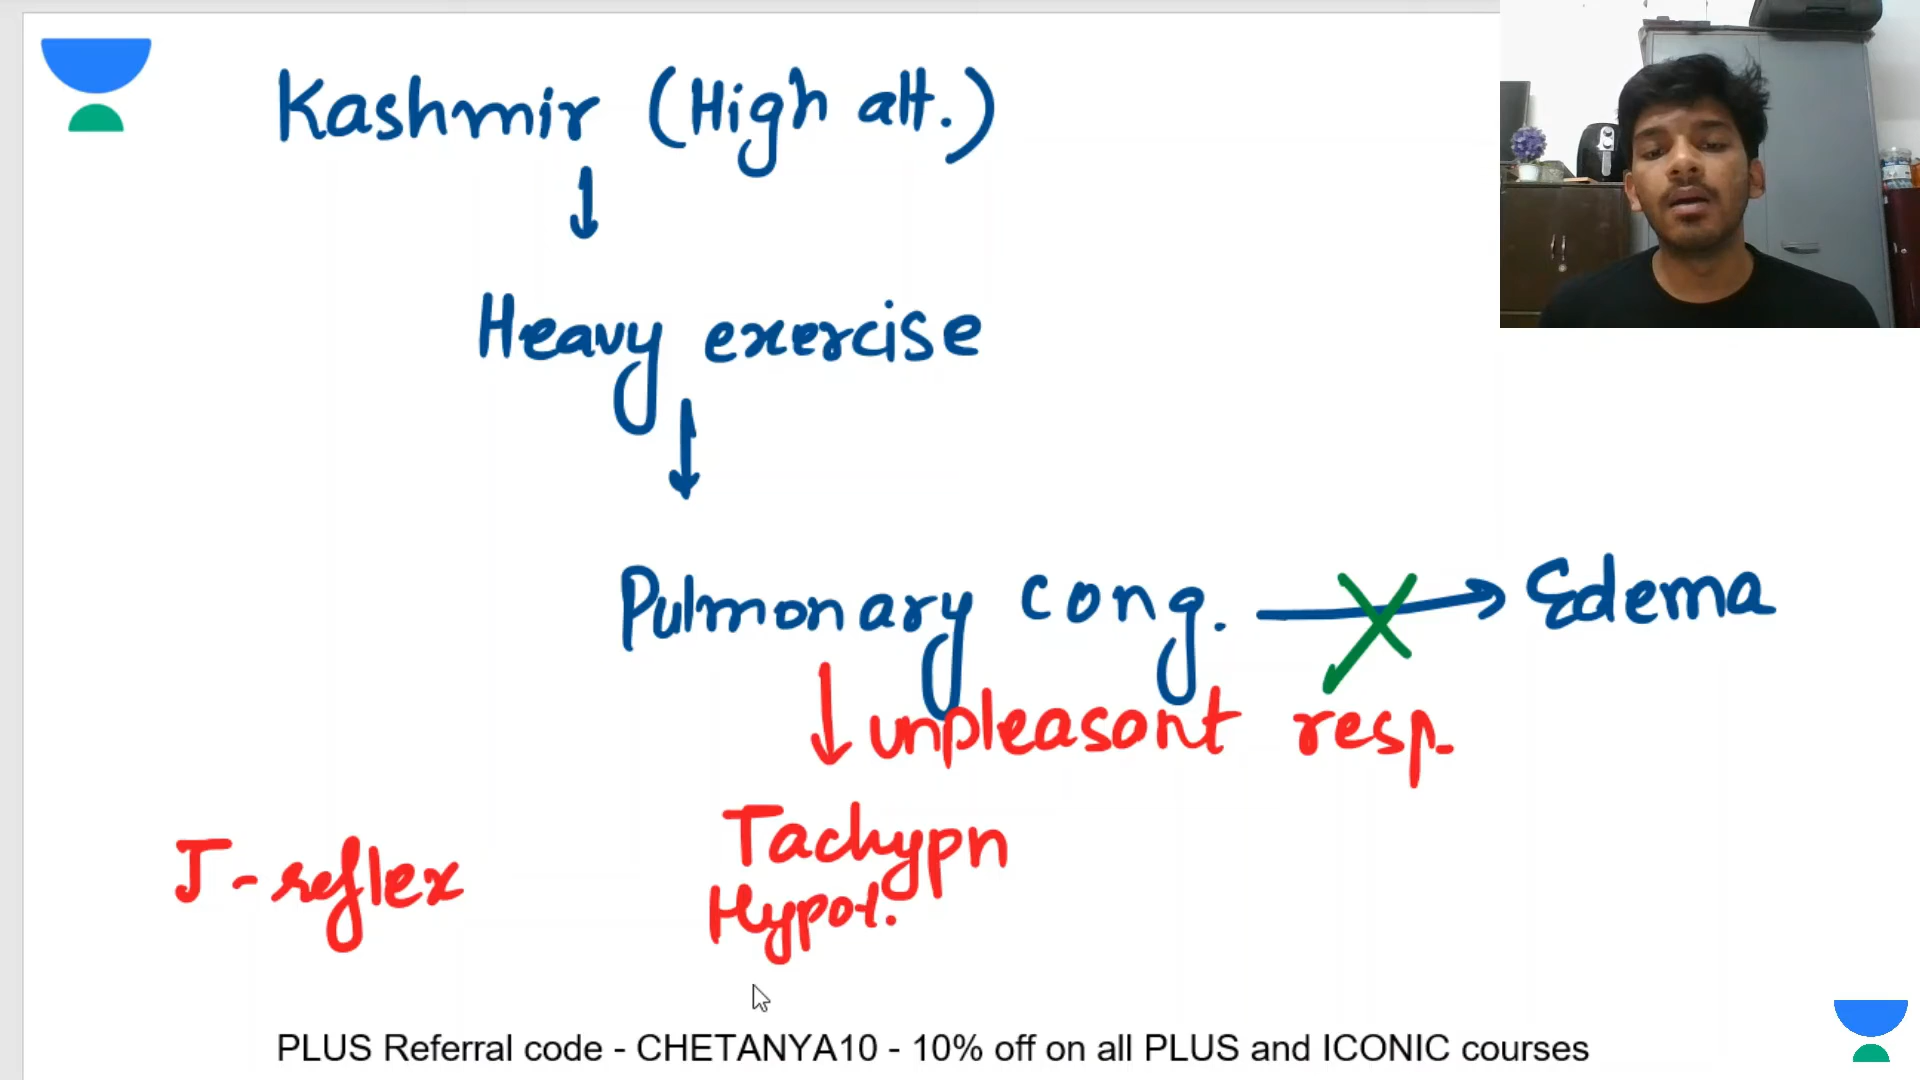 Kashmir (High alt.)
Heavy exercise
Pulmonary cong. Edema
unpleasant resp.
Tachypn
J-reflex Hypot.
PLUS Referral code - CHETANYA10 - 10% off on all PLUS and ICONIC courses